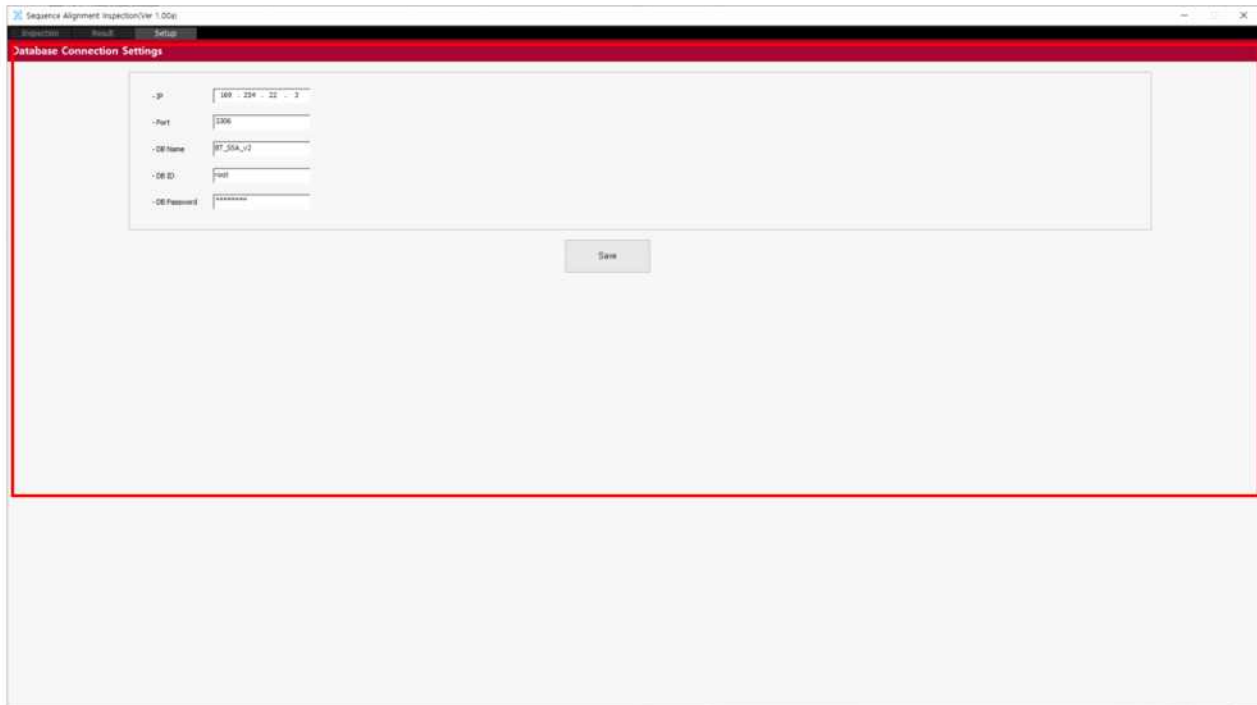 Sequence Alignment Inspection(Ver 1.00a)
Inspection Result Setup
Database Connection Settings
- IP 169 . 254 . 22 . 3
- Port 3306
- DB Name
- DB ID root
- DB Password ********
Save